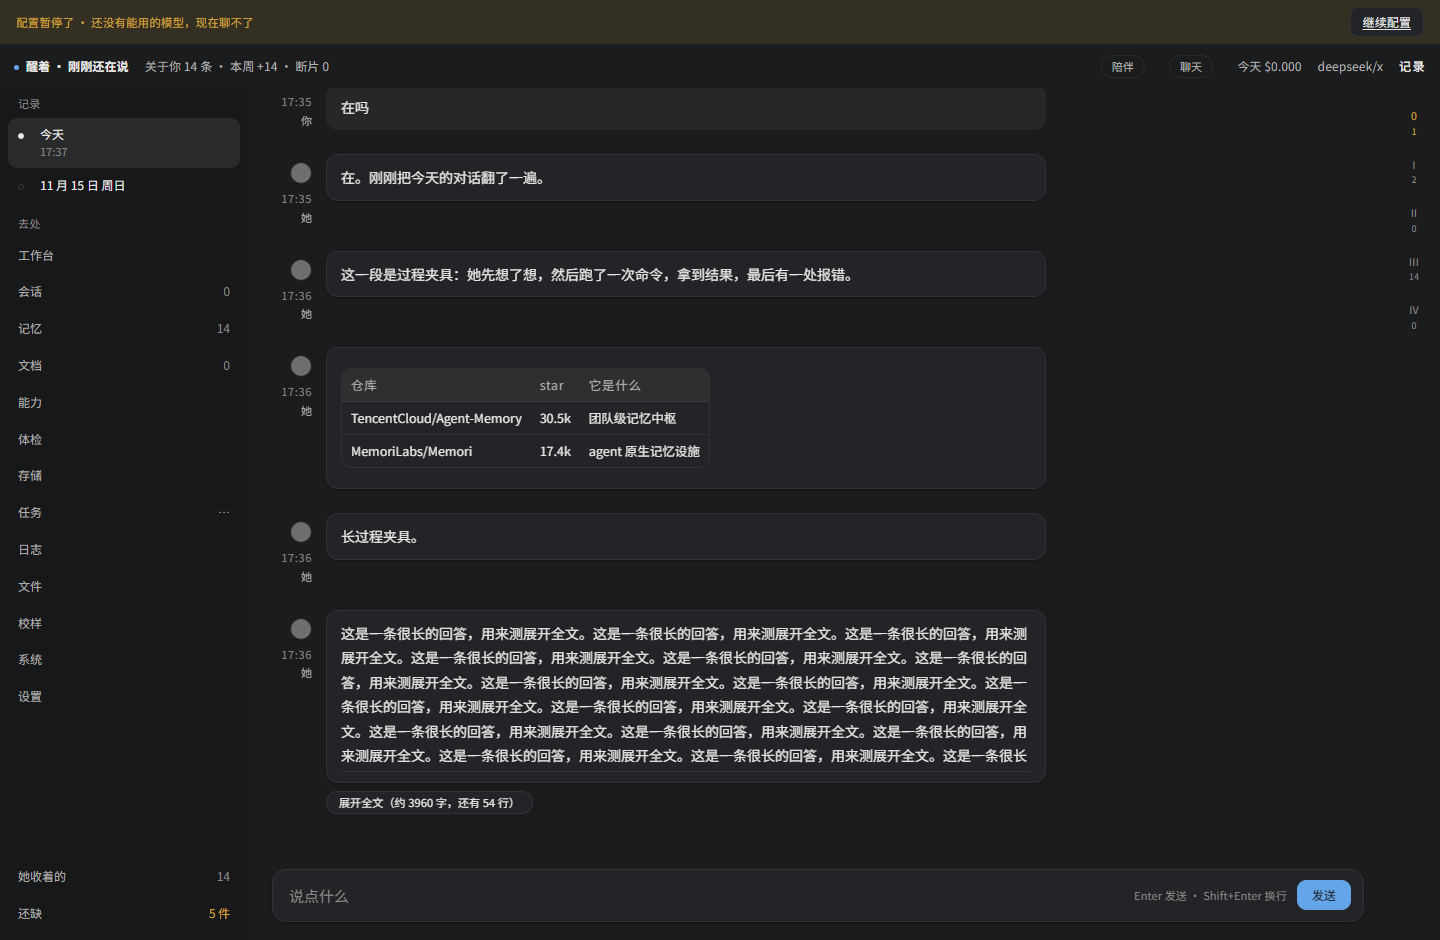 配置暂停了 · 还没有能用的模型，现在聊不了
继续配置
醒着 · 刚刚还在说 关于你 14 条 · 本周 +14 · 断片 0
陪伴 聊天 今天 $0.000 deepseek/x 记录
记录
今天
17:37
11 月 15 日 周日
去处
工作台
会话 0
记忆 14
文档 0
能力
体检
存储
任务 ···
日志
文件
校样
系统
设置
她收着的 14
还缺 5 件
17:35
你
在吗
17:35
她
在。刚刚把今天的对话翻了一遍。
17:36
她
这一段是过程夹具：她先想了想，然后跑了一次命令，拿到结果，最后有一处报错。
17:36
她
仓库 star 它是什么
TencentCloud/Agent-Memory 30.5k 团队级记忆中枢
MemoriLabs/Memori 17.4k agent 原生记忆设施
17:36
她
长过程夹具。
17:36
她
这是一条很长的回答，用来测展开全文。这是一条很长的回答，用来测展开全文。这是一条很长的回答，用来测
展开全文。这是一条很长的回答，用来测展开全文。这是一条很长的回答，用来测展开全文。这是一条很长的回
答，用来测展开全文。这是一条很长的回答，用来测展开全文。这是一条很长的回答，用来测展开全文。这是一
条很长的回答，用来测展开全文。这是一条很长的回答，用来测展开全文。这是一条很长的回答，用来测展开全
文。这是一条很长的回答，用来测展开全文。这是一条很长的回答，用来测展开全文。这是一条很长的回答，用
来测展开全文。这是一条很长的回答，用来测展开全文。这是一条很长的回答，用来测展开全文。这是一条很长
展开全文（约 3960 字，还有 54 行）
说点什么
Enter 发送 · Shift+Enter 换行
发送
0
1
I
2
II
0
III
14
IV
0